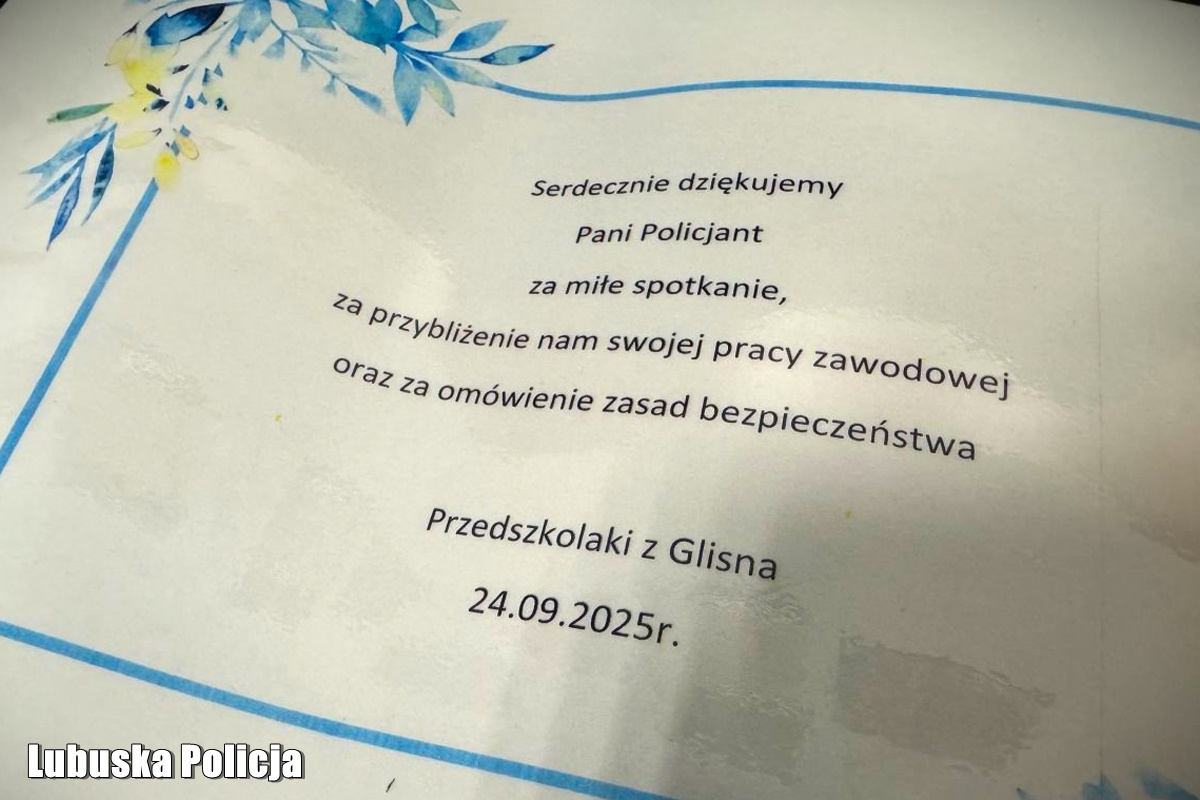 Serdecznie dziękujemy
Pani Policjant
za miłe spotkanie,
za przybliżenie nam swojej pracy zawodowej
oraz za omówienie zasad bezpieczeństwa
Przedszkolaki z Glisna
24.09.2025r.
Lubuska Policja